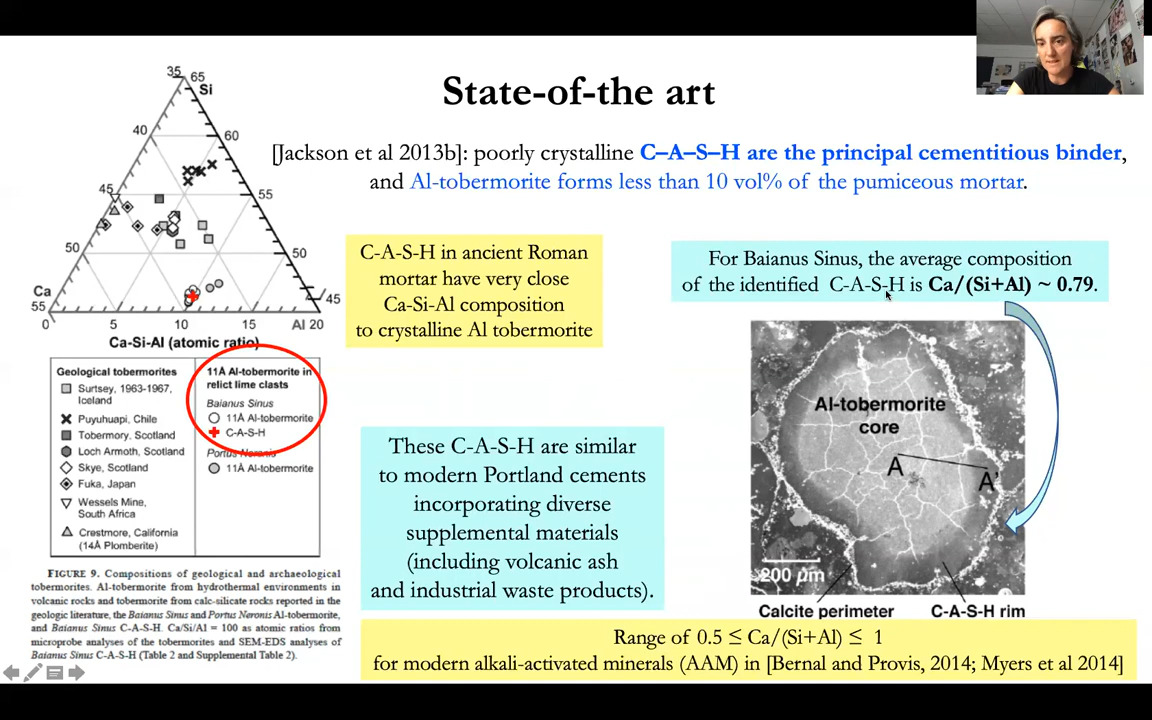 State-of-the art
[Jackson et al 2013b]: poorly crystalline C–A–S–H are the principal cementitious binder,
and Al-tobermorite forms less than 10 vol% of the pumiceous mortar.
35
65
Si
40
60
45
55
50
50
Ca
55
45
0
5
10
15
Al 20
Ca-Si-Al (atomic ratio)
Geological tobermorites
Surtsey, 1963-1967,
Iceland
Puyuhuapi, Chile
Tobermory, Scotland
Loch Armoth, Scotland
Skye, Scotland
Fuka, Japan
Wessels Mine,
South Africa
Crestmore, California
(14Å Plomberite)
11Å Al-tobermorite in
relict lime clasts
Baianus Sinus
11Å Al-tobermorite
C-A-S-H
Portus Neronis
11Å Al-tobermorite
FIGURE 9. Compositions of geological and archaeological
tobermorites. Al-tobermorite from hydrothermal environments in
volcanic rocks and tobermorite from calc-silicate rocks reported in the
geologic literature, the Baianus Sinus and Portus Neronis Al-tobermorite,
and Baianus Sinus C-A-S-H. Ca/Si/Al = 100 as atomic ratios from
microprobe analyses of the tobermorites and SEM-EDS analyses of
Baianus Sinus C-A-S-H (Table 2 and Supplemental Table 2).
C-A-S-H in ancient Roman
mortar have very close
Ca-Si-Al composition
to crystalline Al tobermorite
These C-A-S-H are similar
to modern Portland cements
incorporating diverse
supplemental materials
(including volcanic ash
and industrial waste products).
For Baianus Sinus, the average composition
of the identified C-A-S-H is Ca/(Si+Al) ~ 0.79.
Al-tobermorite
core
A
A'
200 µm
Calcite perimeter
C-A-S-H rim
Range of 0.5 ≤ Ca/(Si+Al) ≤ 1
for modern alkali-activated minerals (AAM) in [Bernal and Provis, 2014; Myers et al 2014]